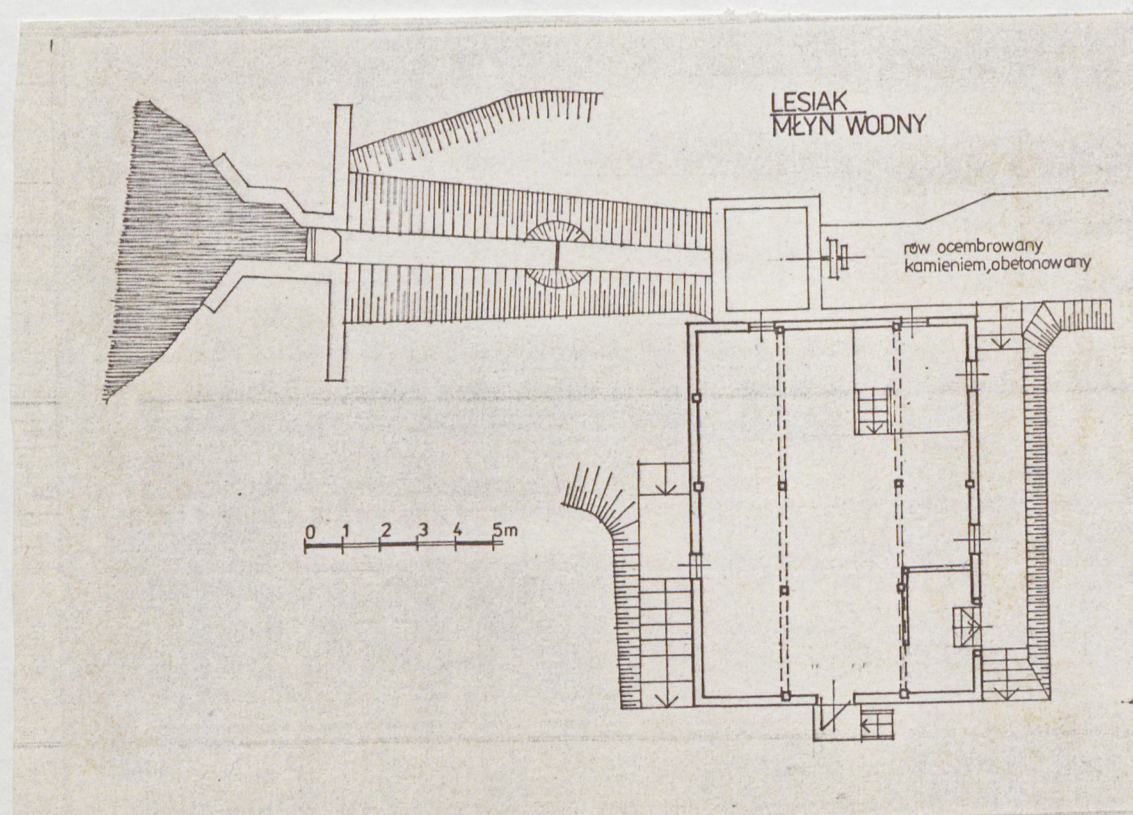 LESIAK
MŁYN WODNY
rów ocembrowany
kamieniem, obetonowany
0 1 2 3 4 5m